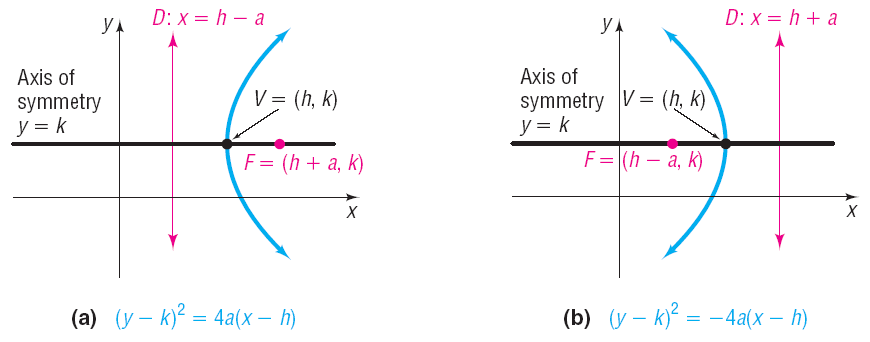 y
D: x = h – a
Axis of
symmetry
y = k
V = (h, k)
F = (h + a, k)
x
(a) (y – k)² = 4a(x – h)
y
D: x = h + a
Axis of
symmetry
y = k
V = (h, k)
F = (h – a, k)
x
(b) (y – k)² = –4a(x – h)